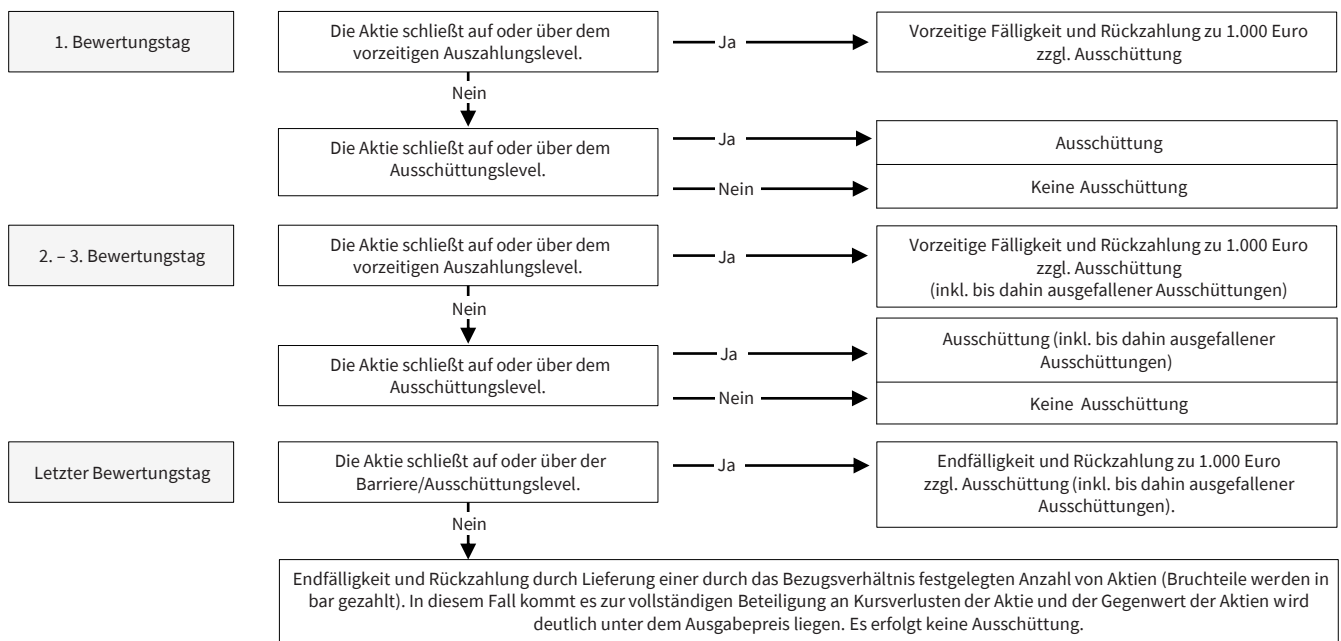 1. Bewertungstag
Die Aktie schließt auf oder über dem
vorzeitigen Auszahlungslevel.
Ja
Vorzeitige Fälligkeit und Rückzahlung zu 1.000 Euro
zzgl. Ausschüttung
Nein
Die Aktie schließt auf oder über dem
Ausschüttungslevel.
Ja
Ausschüttung
Nein
Keine Ausschüttung
2. – 3. Bewertungstag
Die Aktie schließt auf oder über dem
vorzeitigen Auszahlungslevel.
Ja
Vorzeitige Fälligkeit und Rückzahlung zu 1.000 Euro
zzgl. Ausschüttung
(inkl. bis dahin ausgefallener Ausschüttungen)
Nein
Die Aktie schließt auf oder über dem
Ausschüttungslevel.
Ja
Ausschüttung (inkl. bis dahin ausgefallener
Ausschüttungen)
Nein
Keine Ausschüttung
Letzter Bewertungstag
Die Aktie schließt auf oder über der
Barriere/Ausschüttungslevel.
Ja
Endfälligkeit und Rückzahlung zu 1.000 Euro
zzgl. Ausschüttung (inkl. bis dahin ausgefallener
Ausschüttungen).
Nein
Endfälligkeit und Rückzahlung durch Lieferung einer durch das Bezugsverhältnis festgelegten Anzahl von Aktien (Bruchteile werden in
bar gezahlt). In diesem Fall kommt es zur vollständigen Beteiligung an Kursverlusten der Aktie und der Gegenwert der Aktien wird
deutlich unter dem Ausgabepreis liegen. Es erfolgt keine Ausschüttung.